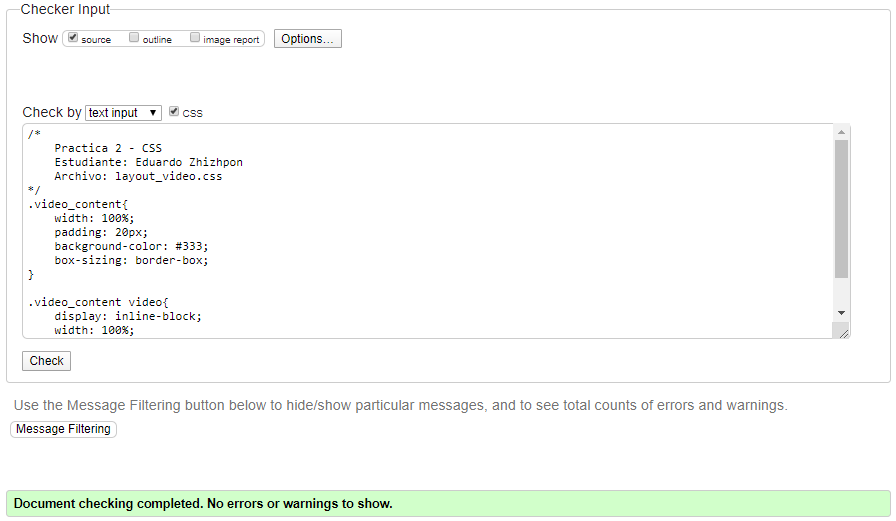 Checker Input
Show source outline image report Options...
Check by text input css
/*
Practica 2 - CSS
Estudiante: Eduardo Zhizhpon
Archivo: layout_video.css
*/
.video_content{
width: 100%;
padding: 20px;
background-color: #333;
box-sizing: border-box;
}
.video_content video{
display: inline-block;
width: 100%;
Check
Use the Message Filtering button below to hide/show particular messages, and to see total counts of errors and warnings.
Message Filtering
Document checking completed. No errors or warnings to show.